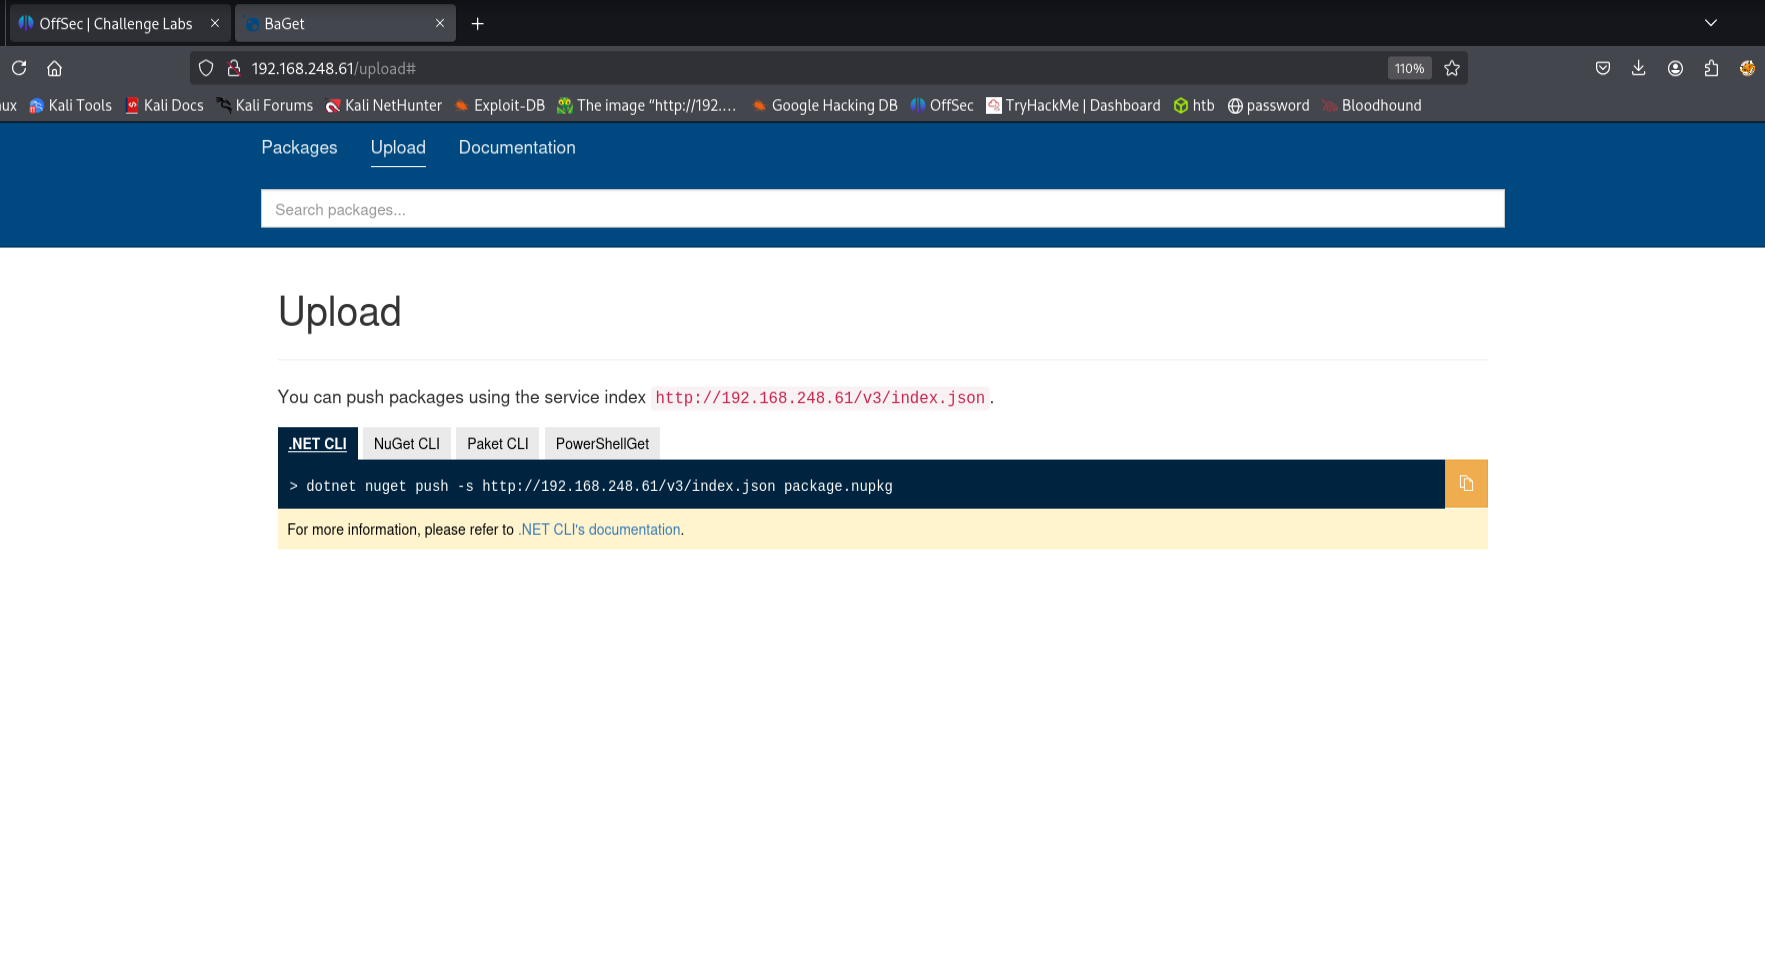 OffSec | Challenge Labs
BaGet
192.168.248.61/upload#
110%
ux
Kali Tools
Kali Docs
Kali Forums
Kali NetHunter
Exploit-DB
The image “http://192....
Google Hacking DB
OffSec
TryHackMe | Dashboard
htb
password
Bloodhound
Packages
Upload
Documentation
Search packages...
Upload
You can push packages using the service index http://192.168.248.61/v3/index.json.
.NET CLI
NuGet CLI
Paket CLI
PowerShellGet
> dotnet nuget push -s http://192.168.248.61/v3/index.json package.nupkg
For more information, please refer to .NET CLI's documentation.